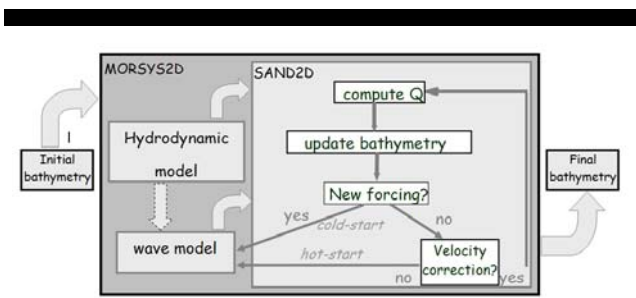 MORSYS2D
SAND2D
compute Q
Hydrodynamic
model
update bathymetry
Initial
bathymetry
Final
bathymetry
New forcing?
yes
cold-start
no
wave model
hot-start
Velocity
correction?
no
yes